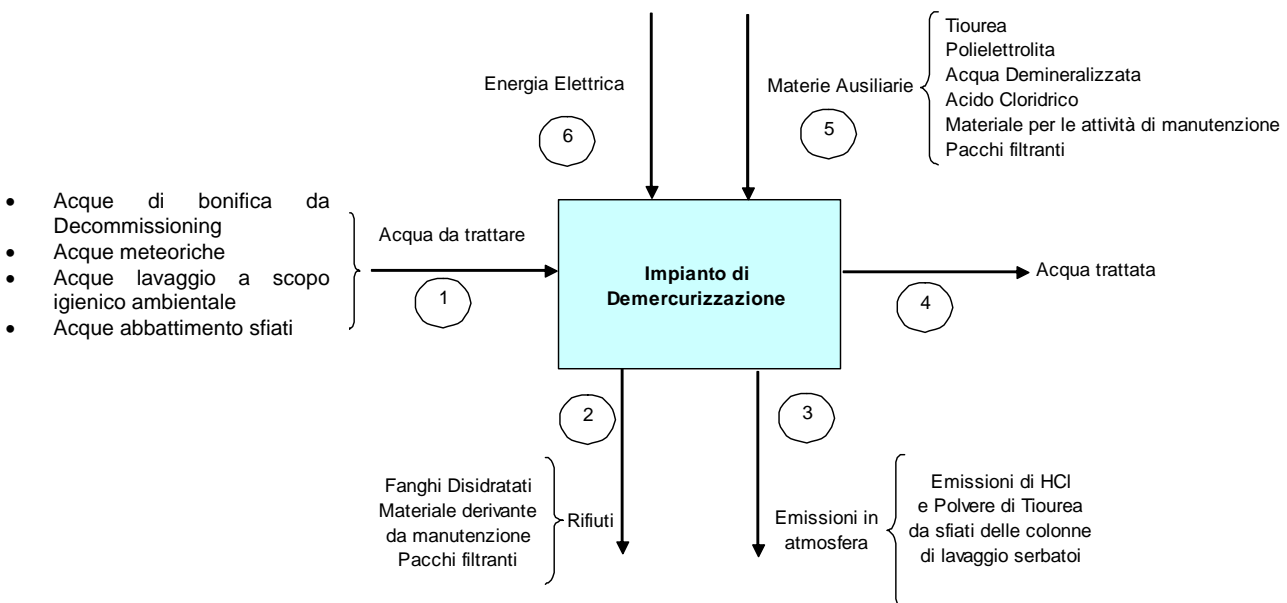 Tiourea
Polielettrolita
Acqua Demineralizzata
Acido Cloridrico
Materiale per le attività di manutenzione
Pacchi filtranti
Energia Elettrica
Materie Ausiliarie
6
5
• Acque di bonifica da
Decommissioning
• Acque meteoriche
• Acque lavaggio a scopo
igienico ambientale
• Acque abbattimento sfiati
Acqua da trattare
1
Impianto di
Demercurizzazione
4
Acqua trattata
2
3
Fanghi Disidratati
Materiale derivante
da manutenzione
Pacchi filtranti
Rifiuti
Emissioni in
atmosfera
Emissioni di HCl
e Polvere di Tiourea
da sfiati delle colonne
di lavaggio serbatoi